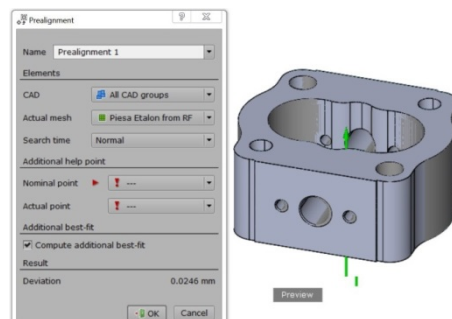 Prealignment
Name Prealignment 1
Elements
CAD All CAD groups
Actual mesh Piesa Etalon from RF
Search time Normal
Additional help point
Nominal point ---
Actual point ---
Additional best-fit
Compute additional best-fit
Result
Deviation 0.0246 mm
OK Cancel
Preview